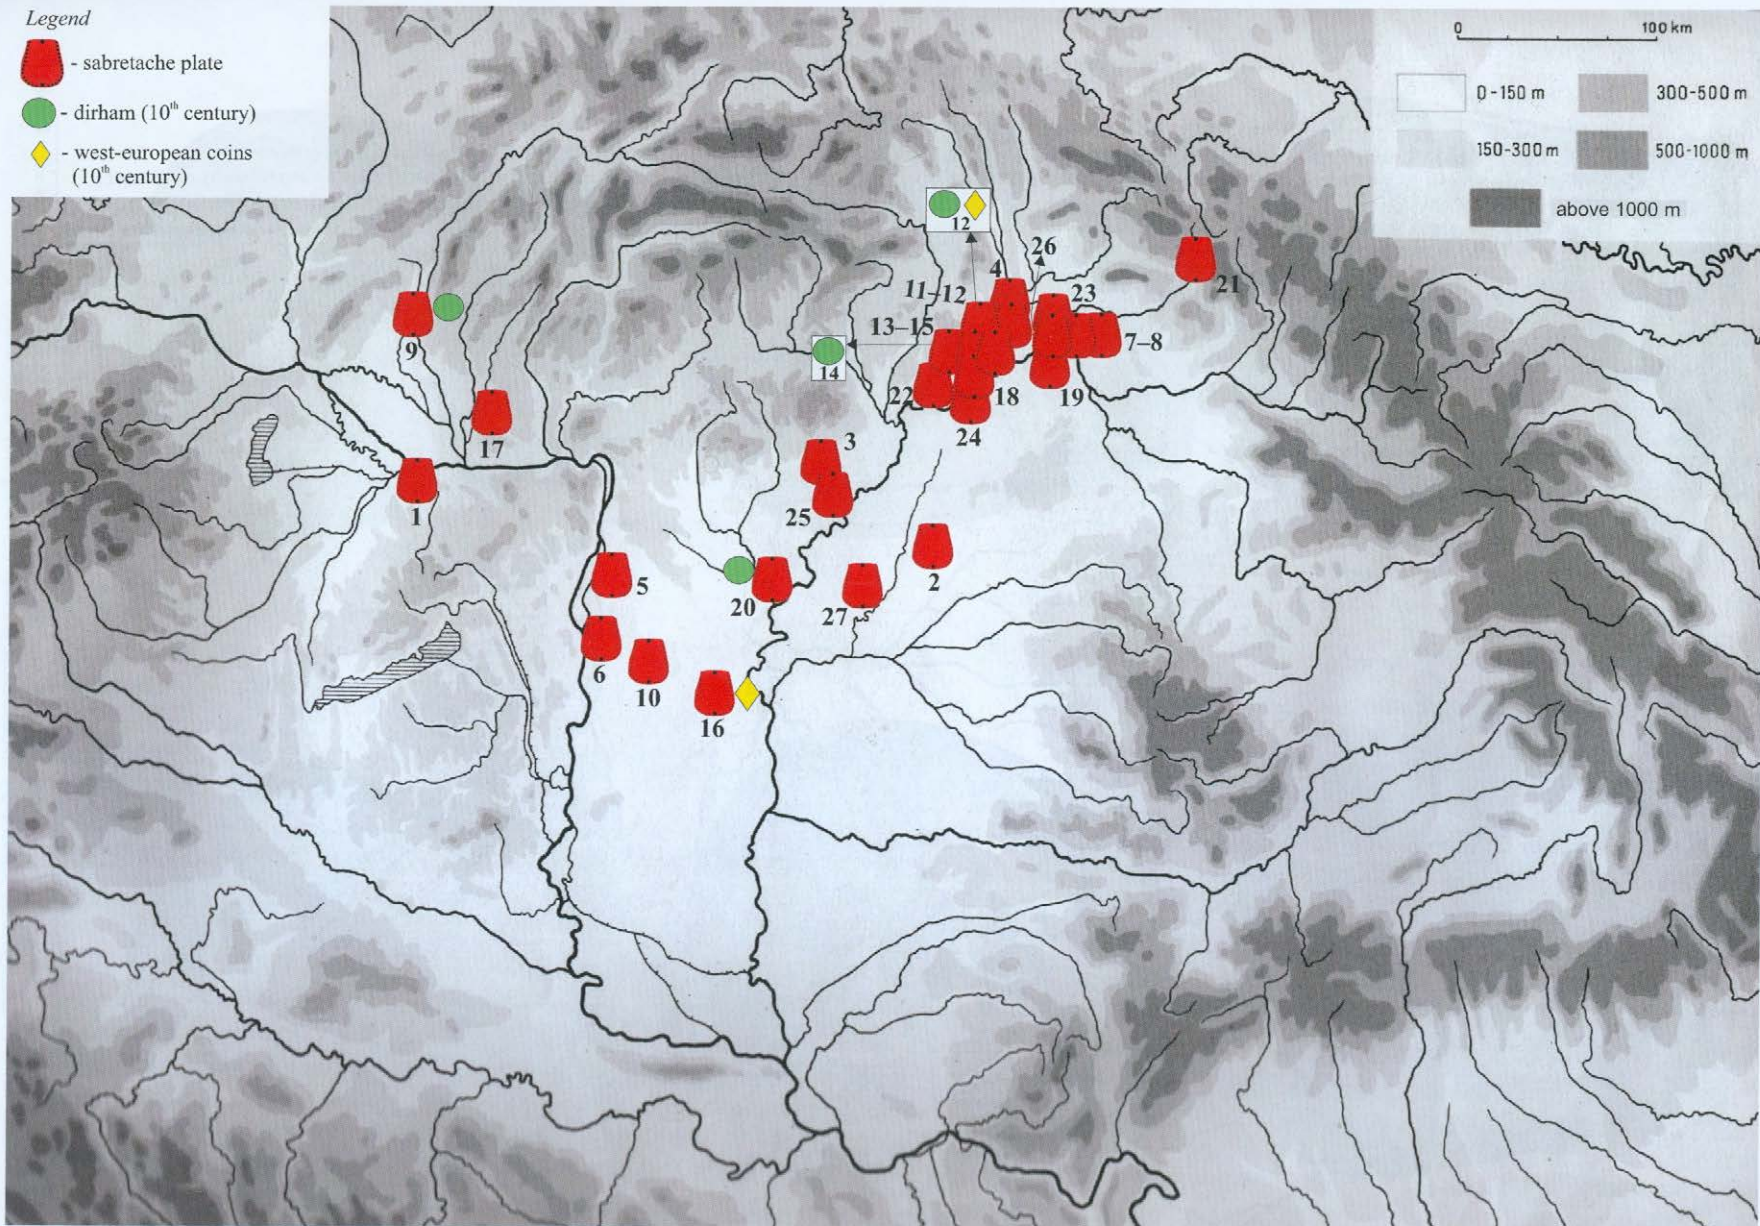 Legend
- sabretache plate
- dirham (10th century)
- west-european coins
(10th century)
0 100 km
0-150 m 300-500 m
150-300 m 500-1000 m
above 1000 m
12
26
4
11-12
23
21
13-15
7-8
9
14
22
18
19
17
24
3
25
1
2
5
20
27
6
10
16